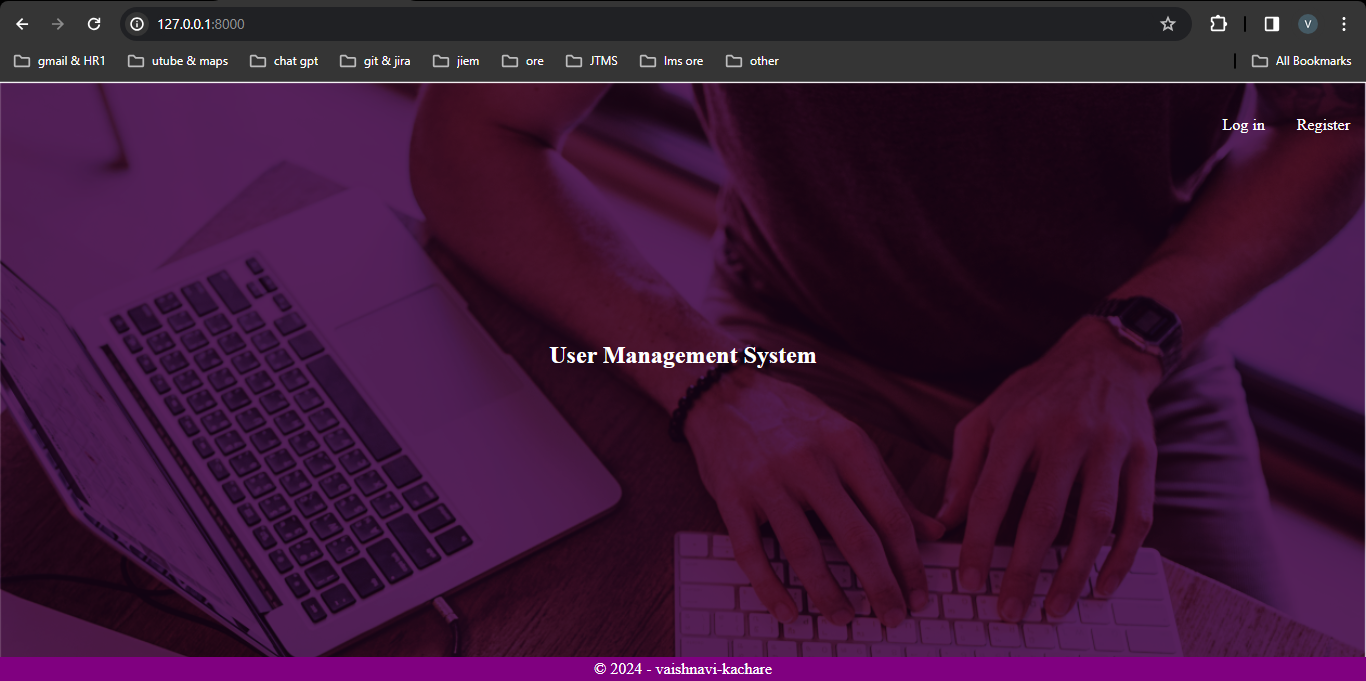 127.0.0.1:8000
V
gmail & HR1 utube & maps chat gpt git & jira jiem ore JTMS lms ore other All Bookmarks
Log in Register
User Management System
© 2024 - vaishnavi-kachare